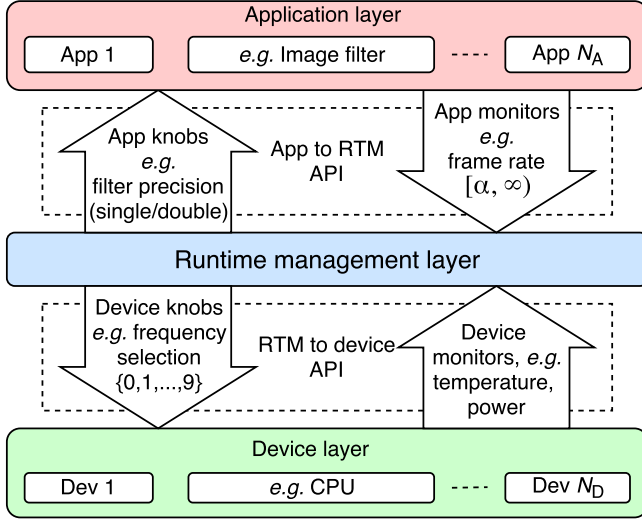 Application layer
App 1
e.g. Image filter
App N_A
App knobs
e.g.
filter precision
(single/double)
App to RTM
API
App monitors
e.g.
frame rate
[α, ∞)
Runtime management layer
Device knobs
e.g. frequency
selection
{0,1,...,9}
RTM to device
API
Device
monitors, e.g.
temperature,
power
Device layer
Dev 1
e.g. CPU
Dev N_D